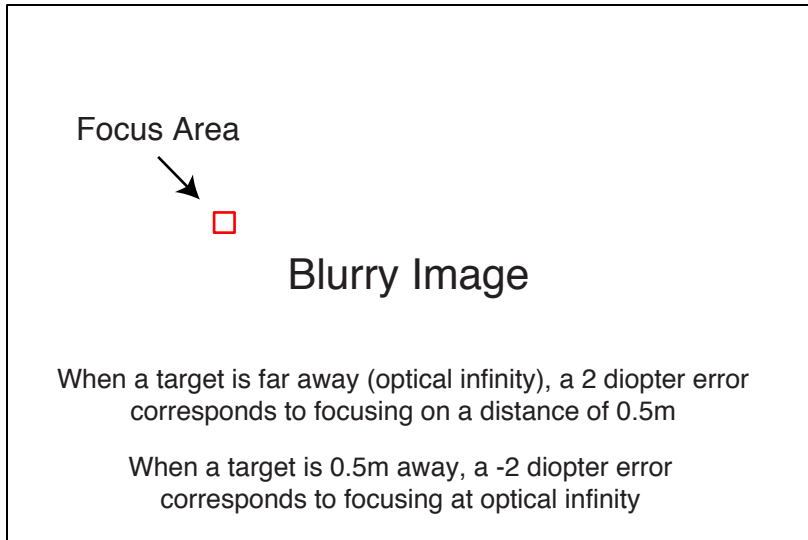 Focus Area
Blurry Image
When a target is far away (optical infinity), a 2 diopter error
corresponds to focusing on a distance of 0.5m
When a target is 0.5m away, a -2 diopter error
corresponds to focusing at optical infinity